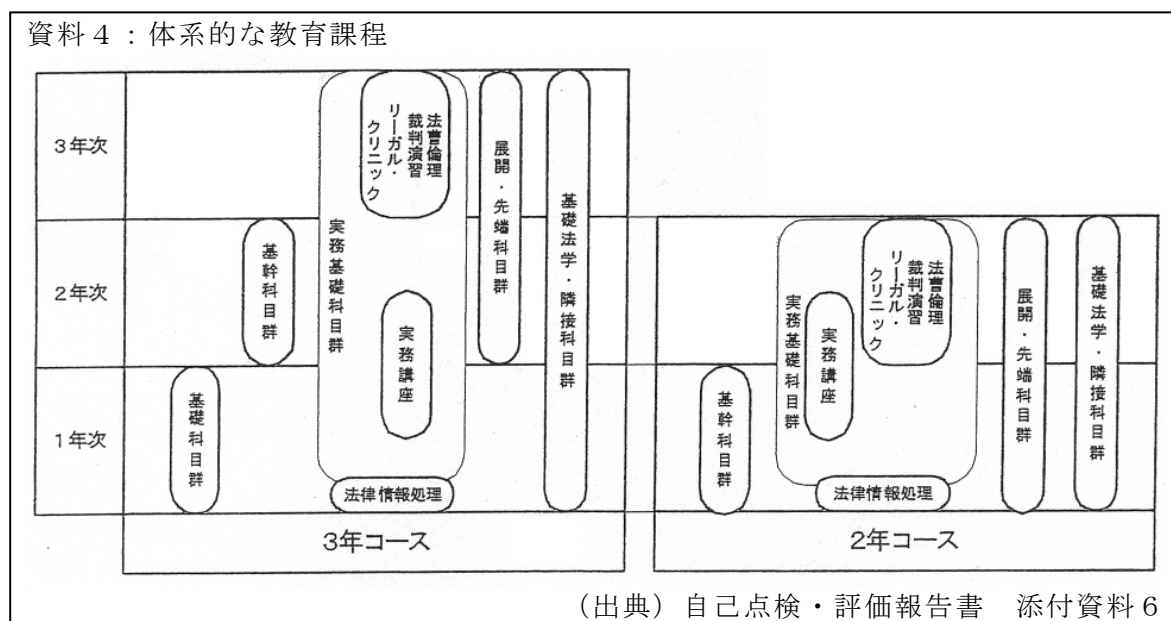 資料4：体系的な教育課程
3年次
2年次
1年次
基礎科目群
基幹科目群
実務基礎科目群
法曹倫理
裁判演習
リーガル・
クリニック
実務講座
法律情報処理
展開・先端科目群
基礎法学・隣接科目群
3年コース
基幹科目群
実務基礎科目群
実務講座
法曹倫理
裁判演習
リーガル・
クリニック
法律情報処理
展開・先端科目群
基礎法学・隣接科目群
2年コース
（出典）自己点検・評価報告書　添付資料6